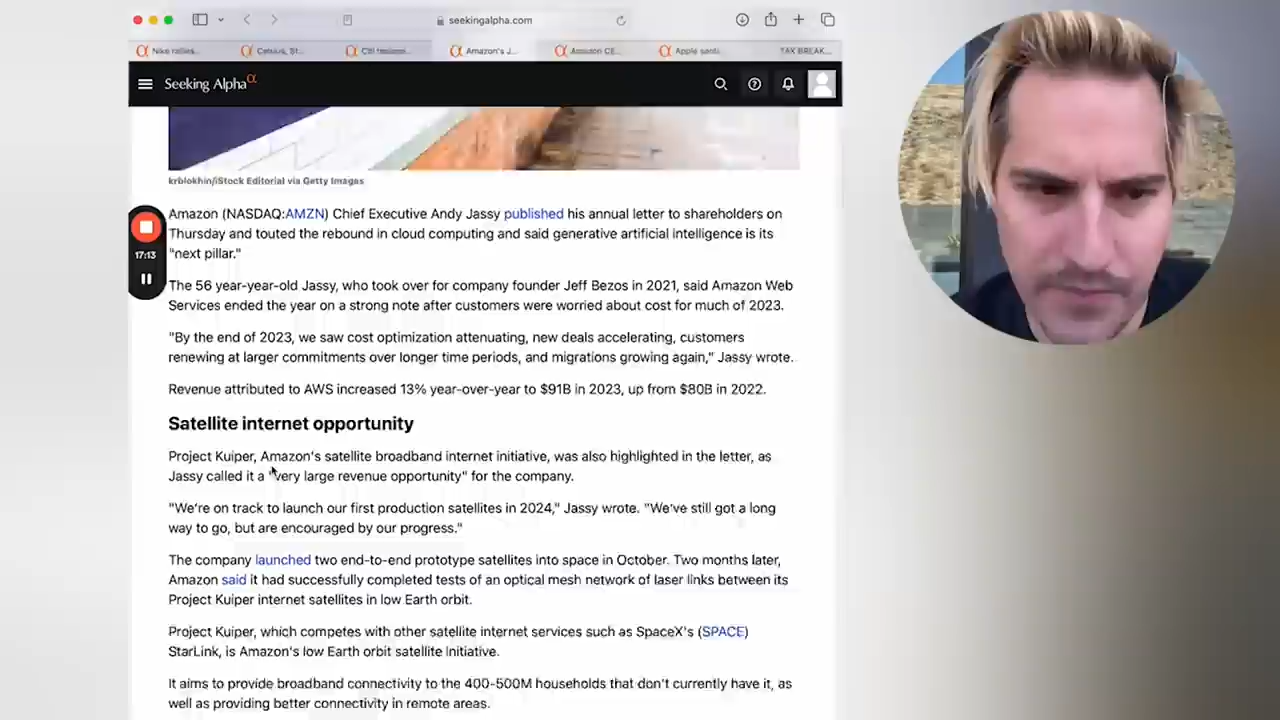 seekingalpha.com
Nike rallies...
Celsius, St...
Citi
Amazon's J...
Amazon CE...
Apple
TAX BREAK...
Seeking Alpha α
krblokhin/iStock Editorial via Getty Images
Amazon (NASDAQ:AMZN) Chief Executive Andy Jassy published his annual letter to shareholders on
Thursday and touted the rebound in cloud computing and said generative artificial intelligence is its
"next pillar."
17:13
The 56 year-year-old Jassy, who took over for company founder Jeff Bezos in 2021, said Amazon Web
Services ended the year on a strong note after customers were worried about cost for much of 2023.
"By the end of 2023, we saw cost optimization attenuating, new deals accelerating, customers
renewing at larger commitments over longer time periods, and migrations growing again," Jassy wrote.
Revenue attributed to AWS increased 13% year-over-year to $91B in 2023, up from $80B in 2022.
Satellite internet opportunity
Project Kuiper, Amazon's satellite broadband internet initiative, was also highlighted in the letter, as
Jassy called it a "very large revenue opportunity" for the company.
"We're on track to launch our first production satellites in 2024," Jassy wrote. "We've still got a long
way to go, but are encouraged by our progress."
The company launched two end-to-end prototype satellites into space in October. Two months later,
Amazon said it had successfully completed tests of an optical mesh network of laser links between its
Project Kuiper internet satellites in low Earth orbit.
Project Kuiper, which competes with other satellite internet services such as SpaceX's (SPACE)
StarLink, is Amazon's low Earth orbit satellite initiative.
It aims to provide broadband connectivity to the 400-500M households that don't currently have it, as
well as providing better connectivity in remote areas.